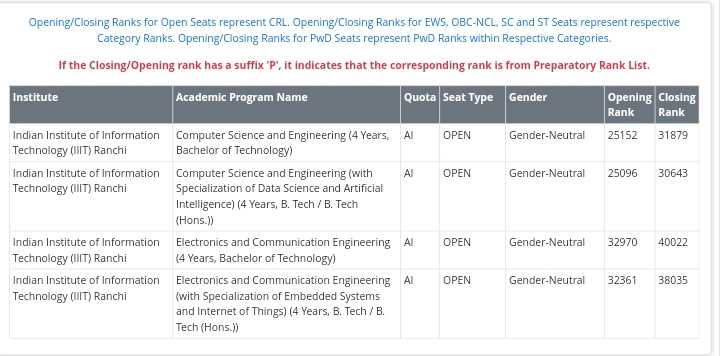 Opening/Closing Ranks for Open Seats represent CRL. Opening/Closing Ranks for EWS, OBC-NCL, SC and ST Seats represent respective
Category Ranks. Opening/Closing Ranks for PwD Seats represent PwD Ranks within Respective Categories.
If the Closing/Opening rank has a suffix 'P', it indicates that the corresponding rank is from Preparatory Rank List.
Institute Academic Program Name Quota Seat Type Gender Opening Closing
Rank Rank
Indian Institute of Information Computer Science and Engineering (4 Years, AI OPEN Gender-Neutral 25152 31879
Technology (IIIT) Ranchi Bachelor of Technology)
Indian Institute of Information Computer Science and Engineering (with AI OPEN Gender-Neutral 25096 30643
Technology (IIIT) Ranchi Specialization of Data Science and Artificial
Intelligence) (4 Years, B. Tech / B. Tech
(Hons.))
Indian Institute of Information Electronics and Communication Engineering AI OPEN Gender-Neutral 32970 40022
Technology (IIIT) Ranchi (4 Years, Bachelor of Technology)
Indian Institute of Information Electronics and Communication Engineering AI OPEN Gender-Neutral 32361 38035
Technology (IIIT) Ranchi (with Specialization of Embedded Systems
and Internet of Things) (4 Years, B. Tech / B.
Tech (Hons.))